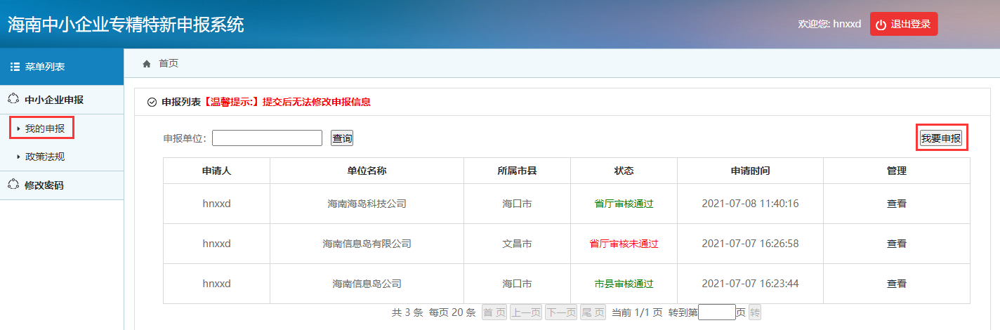 海南中小企业专精特新申报系统
欢迎您: hnxxd 退出登录
菜单列表
首页
中小企业申报
申报列表【温馨提示:】提交后无法修改申报信息
我的申报
申报单位: 查询 我要申报
政策法规
修改密码
申请人 单位名称 所属市县 状态 申请时间 管理
hnxxd 海南海岛科技公司 海口市 省厅审核通过 2021-07-08 11:40:16 查看
hnxxd 海南信息岛有限公司 文昌市 省厅审核未通过 2021-07-07 16:26:58 查看
hnxxd 海南信息岛公司 海口市 市县审核通过 2021-07-07 16:23:44 查看
共 3 条 每页 20 条 首 页 上一页 下一页 尾 页 当前 1/1 页 转到第 页 转